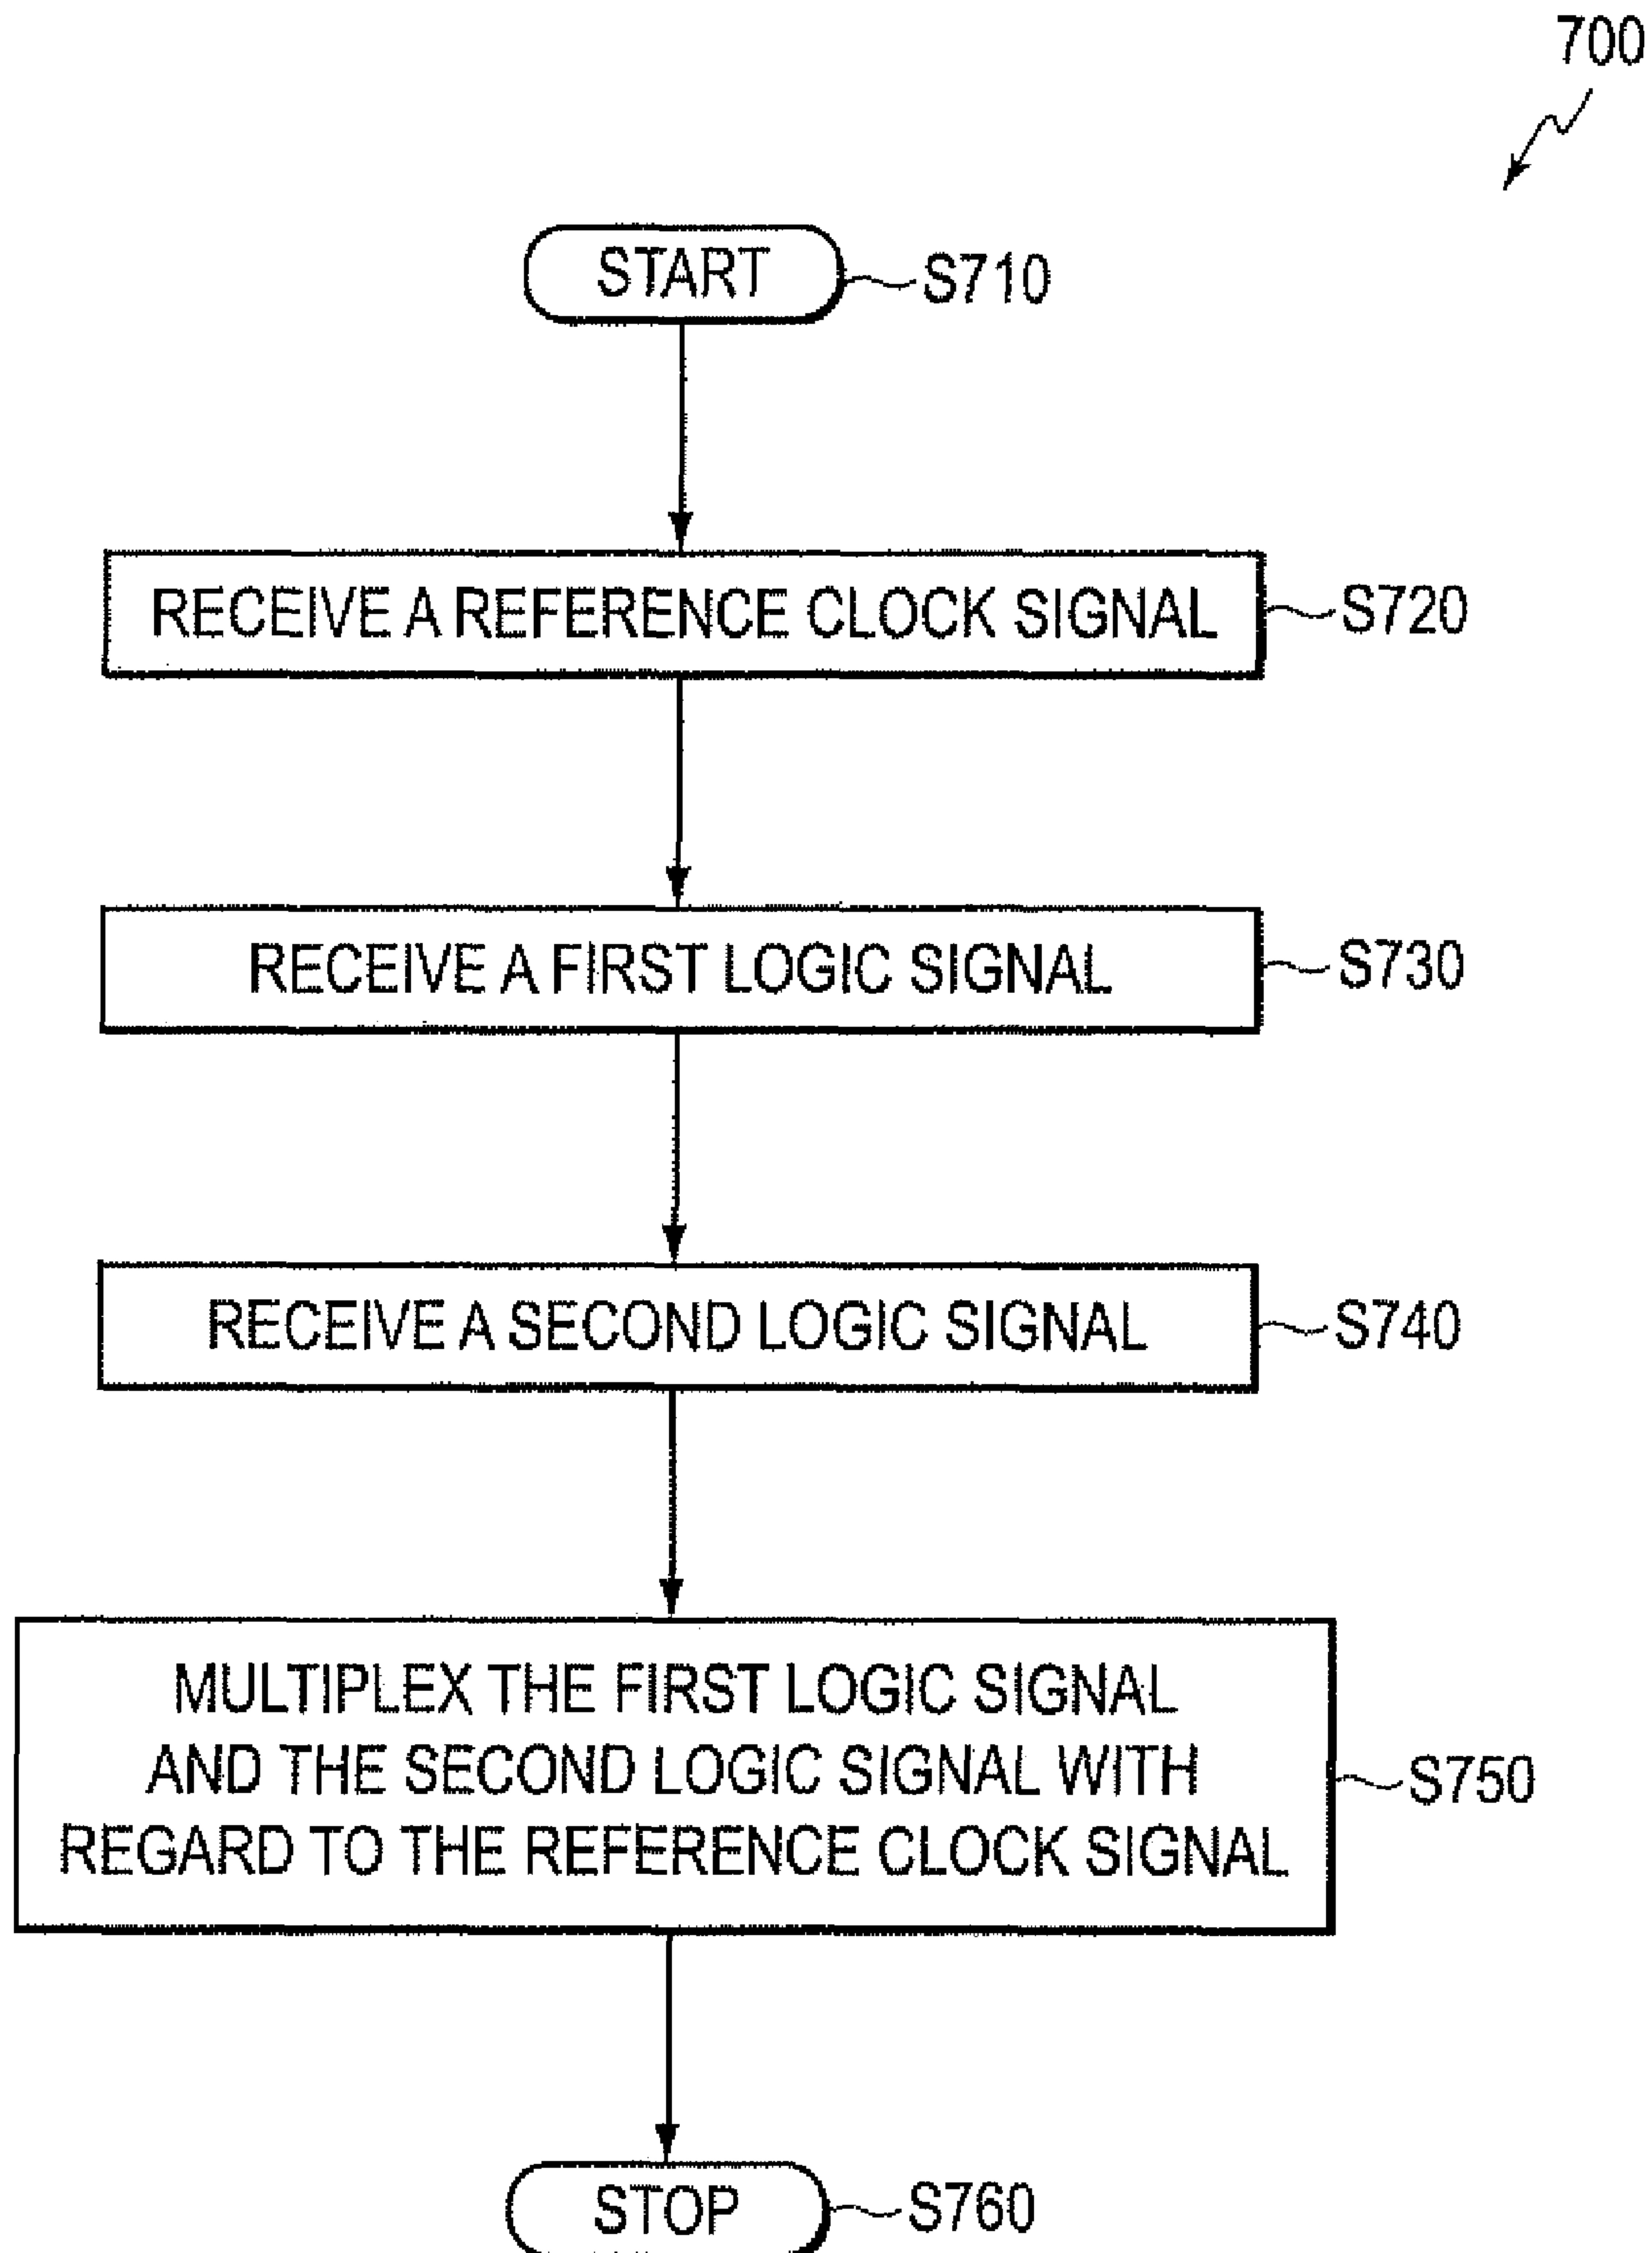 700
START
S710
RECEIVE A REFERENCE CLOCK SIGNAL
S720
RECEIVE A FIRST LOGIC SIGNAL
S730
RECEIVE A SECOND LOGIC SIGNAL
S740
MULTIPLEX THE FIRST LOGIC SIGNAL
AND THE SECOND LOGIC SIGNAL WITH
REGARD TO THE REFERENCE CLOCK SIGNAL
S750
STOP
S760